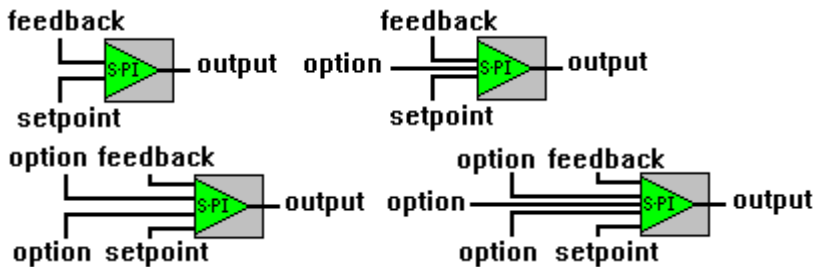 feedback
S-PI
output
setpoint
feedback
option
S-PI
output
setpoint
option feedback
S-PI
output
option setpoint
option feedback
option
S-PI
output
option setpoint